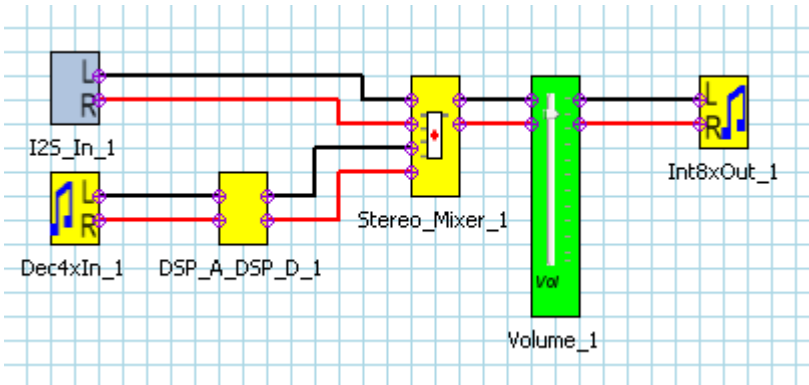 L
R
I2S_In_1
L
R
Dec4xIn_1
DSP_A_DSP_D_1
Stereo_Mixer_1
Vol
Volume_1
L
R
Int8xOut_1